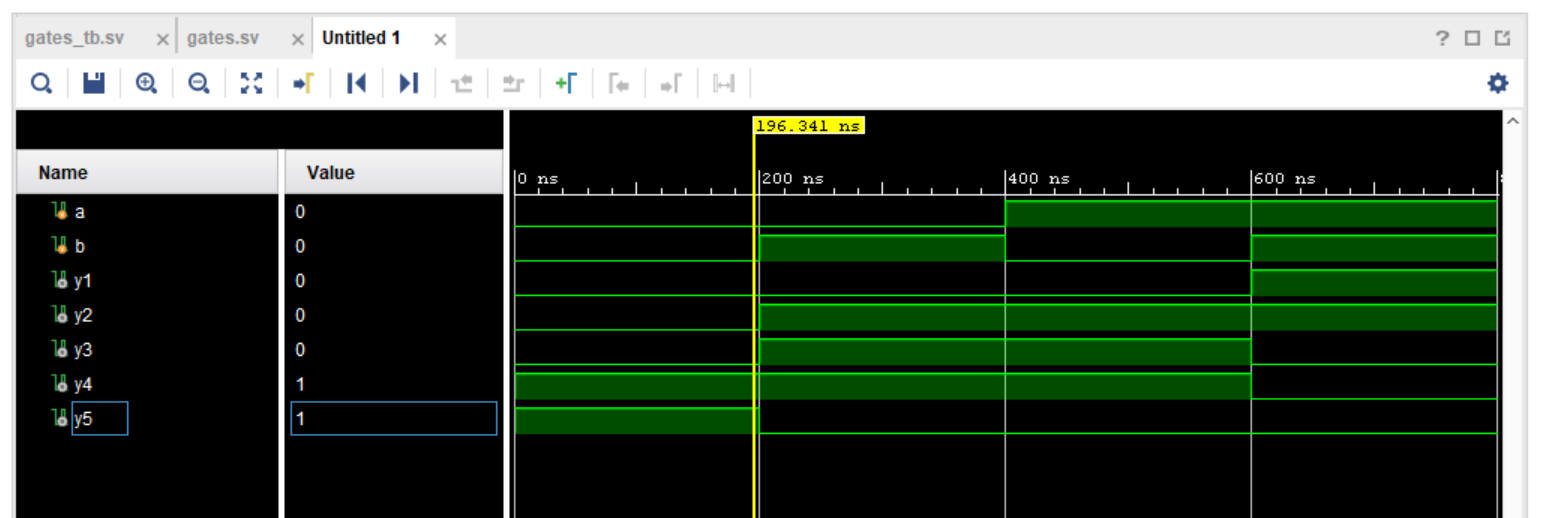 gates_tb.sv × gates.sv × Untitled 1 ×
?
196.341 ns
Name Value
0 ns 200 ns 400 ns 600 ns
a 0
b 0
y1 0
y2 0
y3 0
y4 1
y5 1